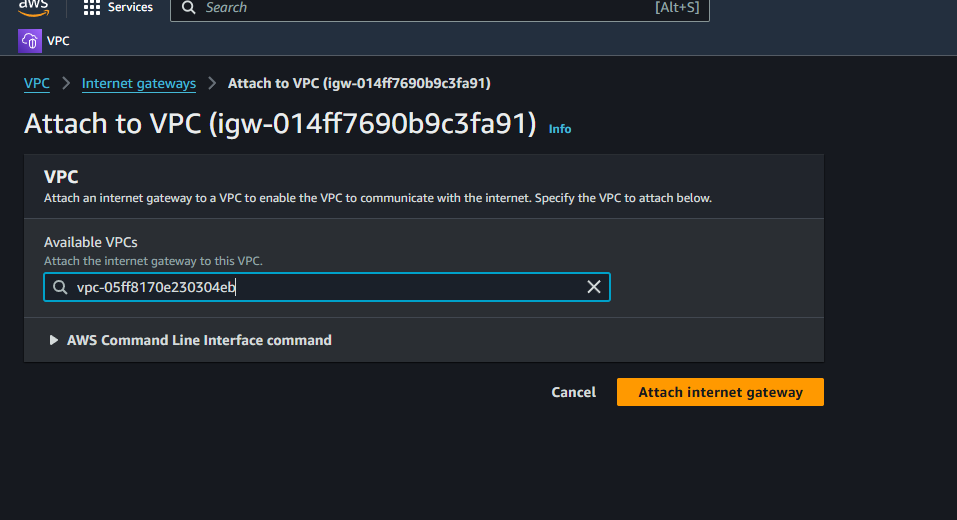 aws
Services
Search
[Alt+S]
VPC
VPC > Internet gateways > Attach to VPC (igw-014ff7690b9c3fa91)
Attach to VPC (igw-014ff7690b9c3fa91) Info
VPC
Attach an internet gateway to a VPC to enable the VPC to communicate with the internet. Specify the VPC to attach below.
Available VPCs
Attach the internet gateway to this VPC.
vpc-05ff8170e230304eb
AWS Command Line Interface command
Cancel
Attach internet gateway